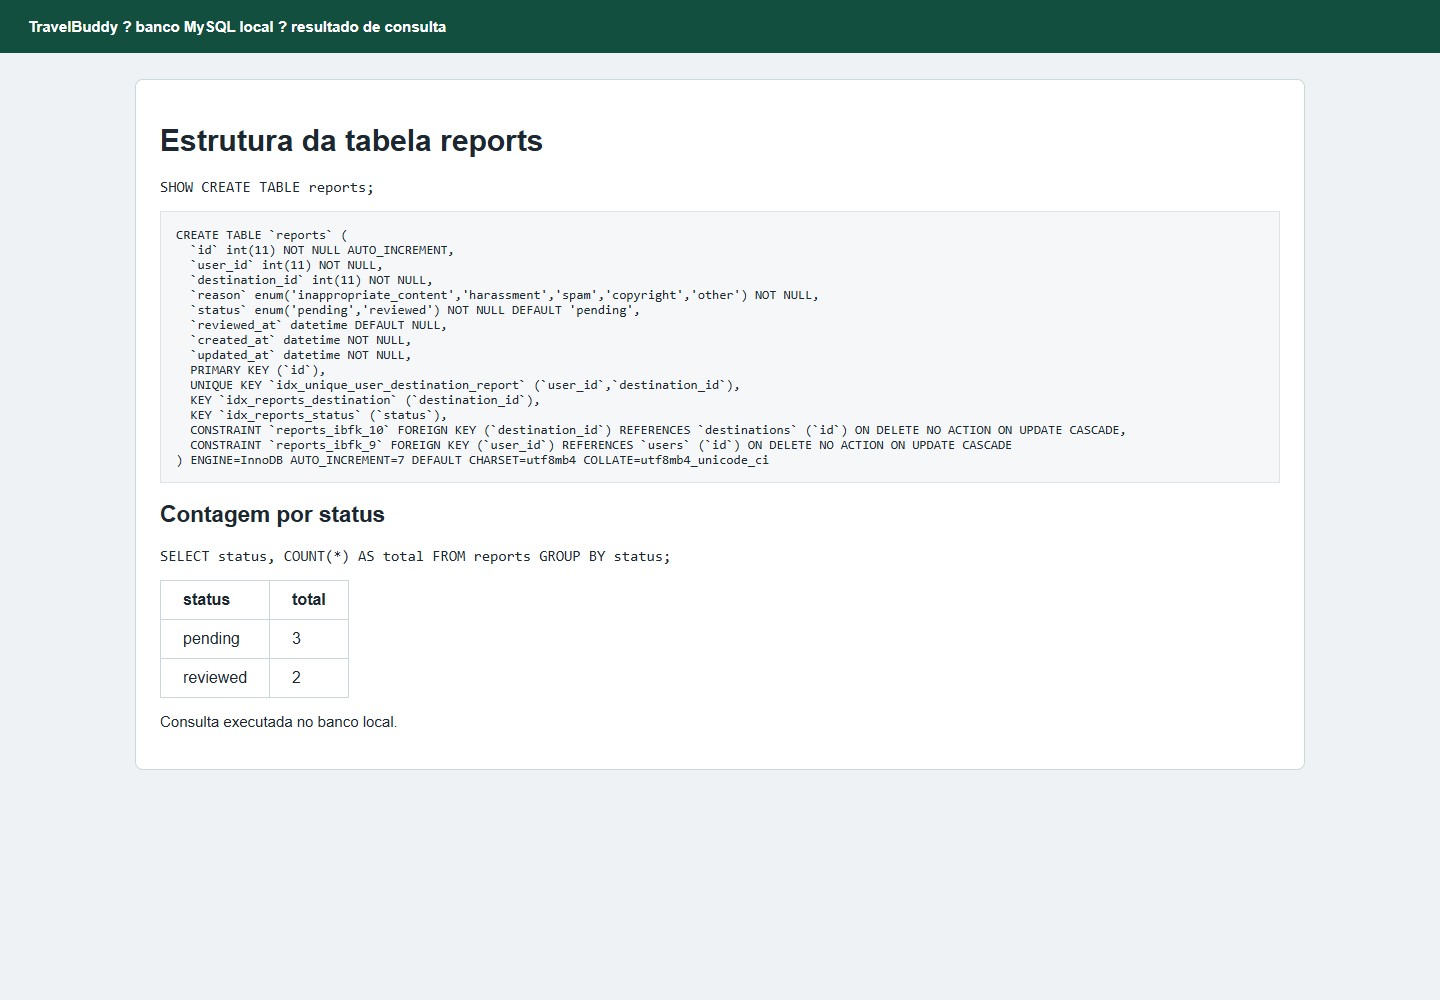 TravelBuddy ? banco MySQL local ? resultado de consulta
Estrutura da tabela reports
SHOW CREATE TABLE reports;
CREATE TABLE `reports` (
  `id` int(11) NOT NULL AUTO_INCREMENT,
  `user_id` int(11) NOT NULL,
  `destination_id` int(11) NOT NULL,
  `reason` enum('inappropriate_content','harassment','spam','copyright','other') NOT NULL,
  `status` enum('pending','reviewed') NOT NULL DEFAULT 'pending',
  `reviewed_at` datetime DEFAULT NULL,
  `created_at` datetime NOT NULL,
  `updated_at` datetime NOT NULL,
  PRIMARY KEY (`id`),
  UNIQUE KEY `idx_unique_user_destination_report` (`user_id`,`destination_id`),
  KEY `idx_reports_destination` (`destination_id`),
  KEY `idx_reports_status` (`status`),
  CONSTRAINT `reports_ibfk_10` FOREIGN KEY (`destination_id`) REFERENCES `destinations` (`id`) ON DELETE NO ACTION ON UPDATE CASCADE,
  CONSTRAINT `reports_ibfk_9` FOREIGN KEY (`user_id`) REFERENCES `users` (`id`) ON DELETE NO ACTION ON UPDATE CASCADE
) ENGINE=InnoDB AUTO_INCREMENT=7 DEFAULT CHARSET=utf8mb4 COLLATE=utf8mb4_unicode_ci
Contagem por status
SELECT status, COUNT(*) AS total FROM reports GROUP BY status;
status total
pending 3
reviewed 2
Consulta executada no banco local.